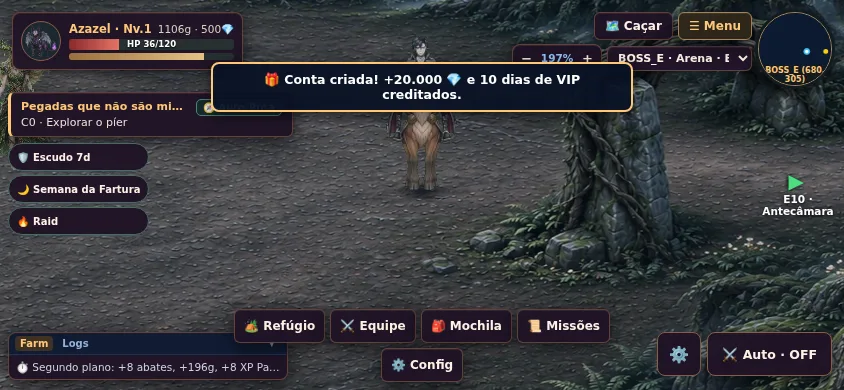 Azazel · Nv.1 1106g · 500💎
HP 36/120
🗺️ Caçar
☰ Menu
− 197% +
BOSS_E · Arena · E
BOSS_E (680,
305)
🎁 Conta criada! +20.000 💎 e 10 dias de VIP
creditados.
Pegadas que não são mi...
C0 · Explorar o píer
🛡️ Escudo 7d
🌙 Semana da Fartura
🔥 Raid
E10 ·
Antecâmara
🏕️ Refúgio
⚔️ Equipe
🎒 Mochila
📜 Missões
⚙️ Config
Farm Logs
⏱️ Segundo plano: +8 abates, +196g, +8 XP Pa...
⚔️ Auto · OFF